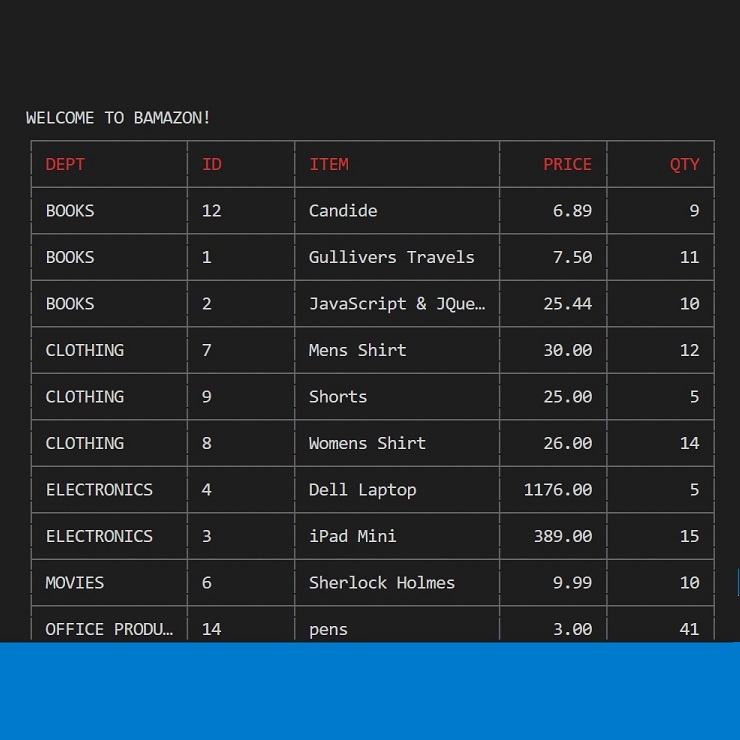 WELCOME TO BAMAZON!
DEPT ID ITEM PRICE QTY
BOOKS 12 Candide 6.89 9
BOOKS 1 Gullivers Travels 7.50 11
BOOKS 2 JavaScript & JQue… 25.44 10
CLOTHING 7 Mens Shirt 30.00 12
CLOTHING 9 Shorts 25.00 5
CLOTHING 8 Womens Shirt 26.00 14
ELECTRONICS 4 Dell Laptop 1176.00 5
ELECTRONICS 3 iPad Mini 389.00 15
MOVIES 6 Sherlock Holmes 9.99 10
OFFICE PRODU… 14 pens 3.00 41